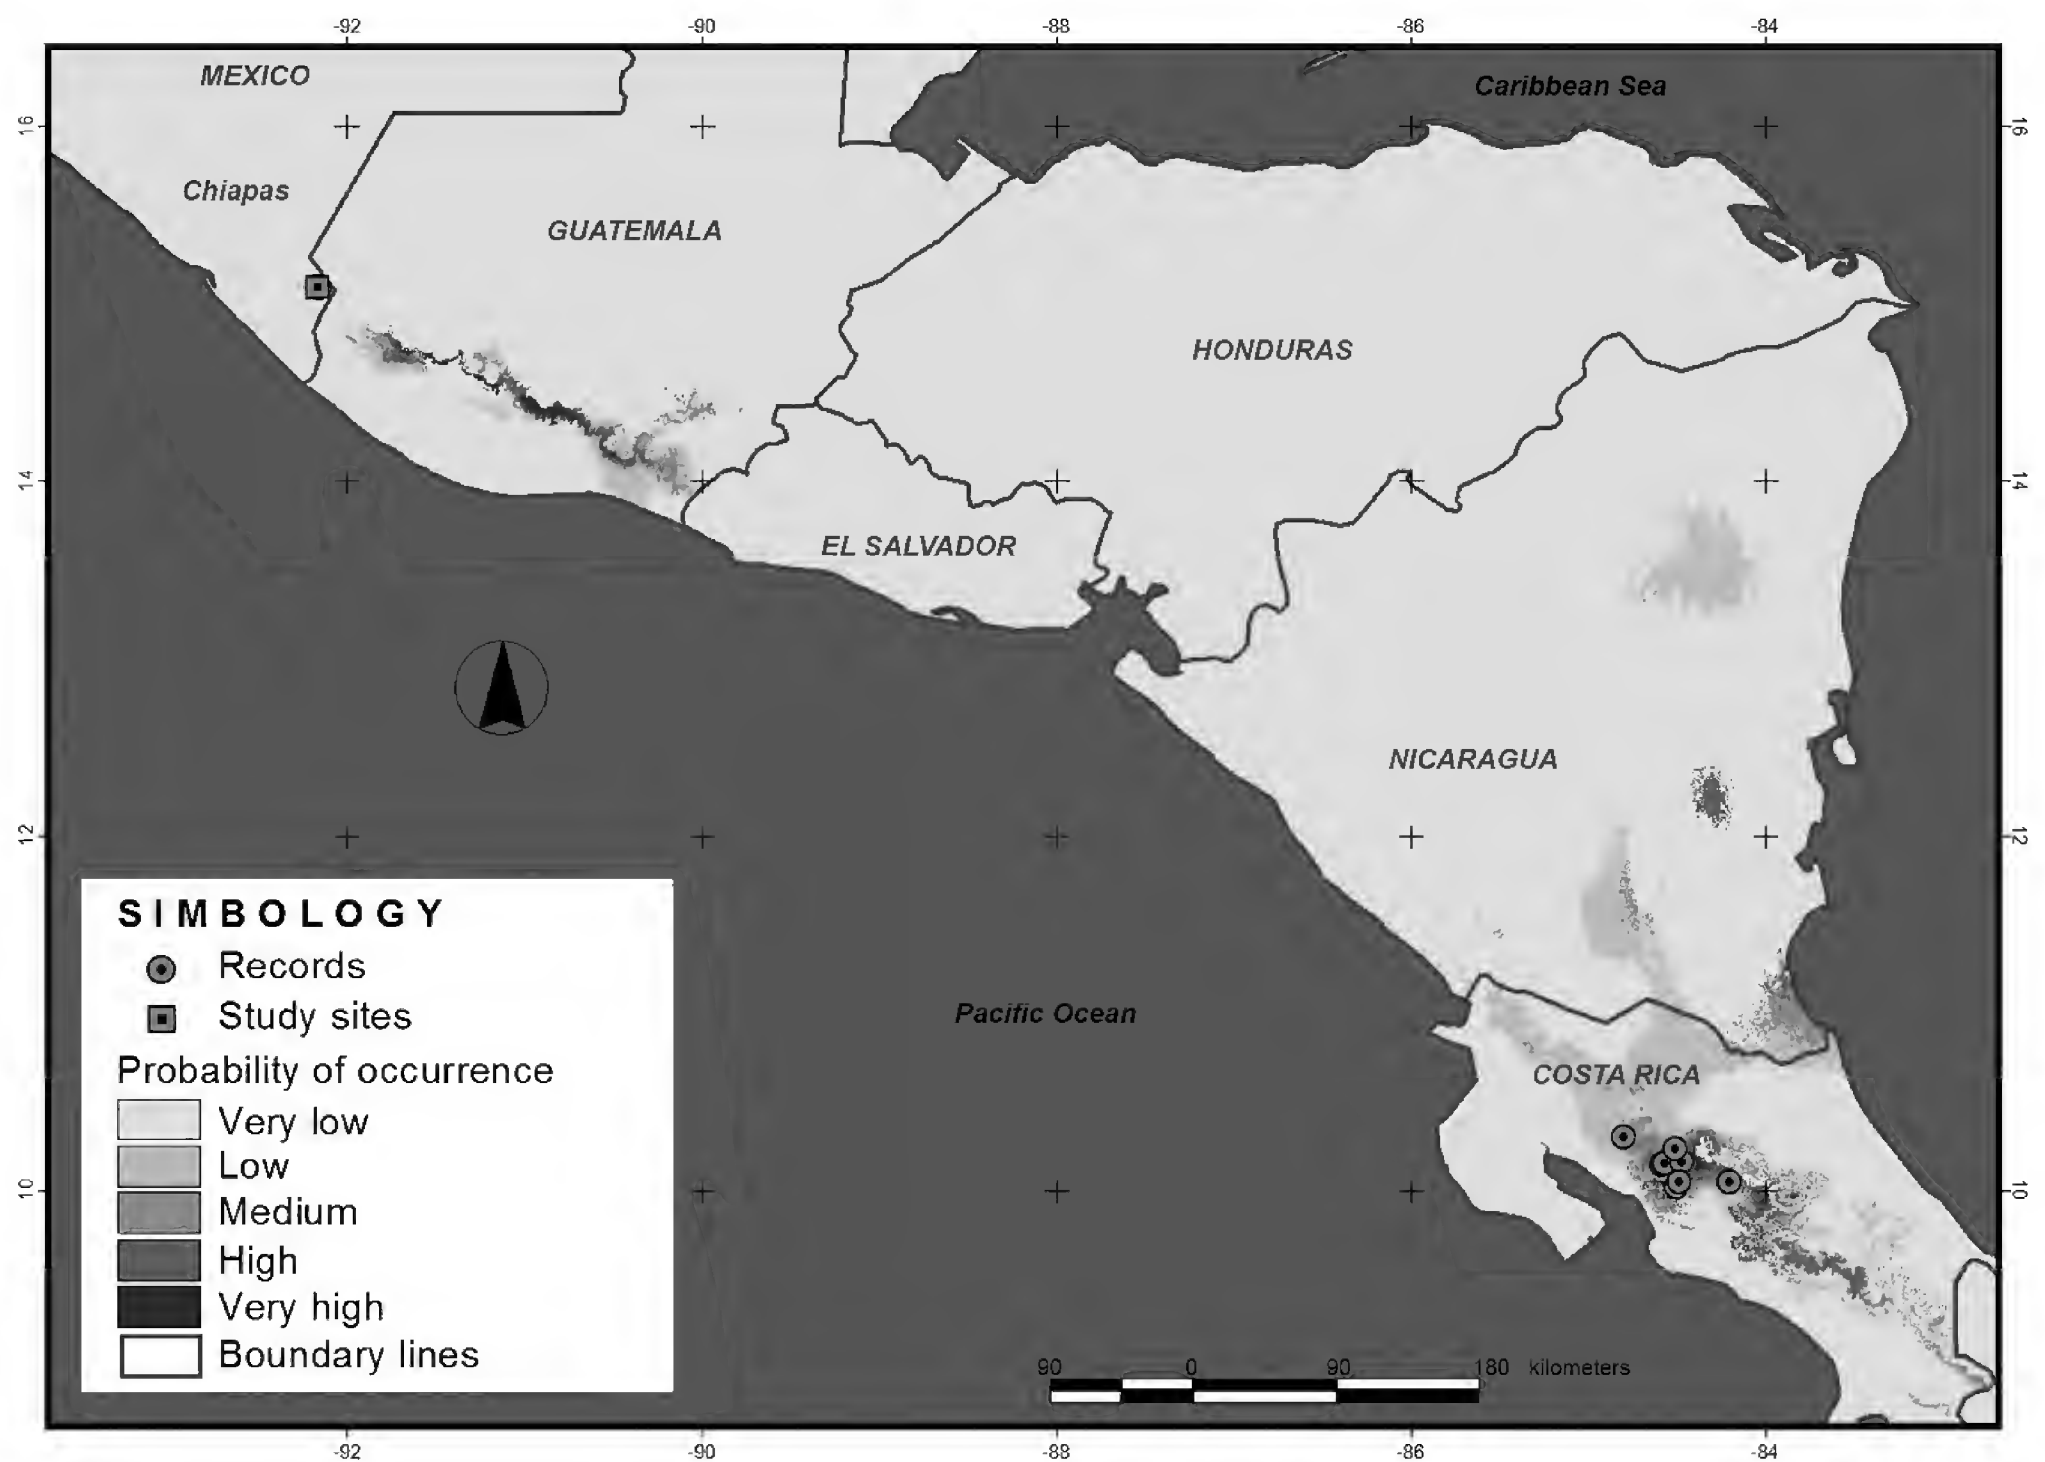 -92 -90 -88 -86 -84
MEXICO
Caribbean Sea
16 16
Chiapas
GUATEMALA
HONDURAS
14 14
EL SALVADOR
NICARAGUA
12 12
SIMBOLOGY
Records
Study sites
Probability of occurrence
Very low
Low
Medium
High
Very high
Boundary lines
Pacific Ocean
COSTA RICA
10 10
90 0 90 180 kilometers
-92 -90 -88 -86 -84